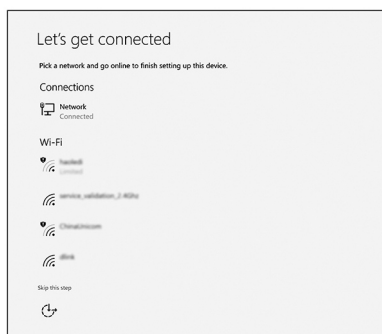 Let's get connected
Pick a network and go online to finish setting up this device.
Connections
Network
Connected
Wi-Fi
haoledi
Limited
service_validation_2.4Ghz
ChinaUnicom
dlink
Skip this step